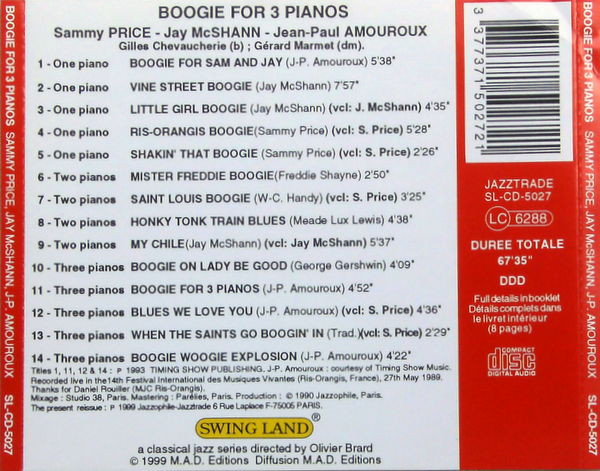 BOOGIE FOR 3 PIANOS
Sammy PRICE - Jay McSHANN - Jean-Paul AMOUROUX
Gilles Chevaucherie (b) ; Gérard Marmet (dm).
1 - One piano BOOGIE FOR SAM AND JAY (J-P. Amouroux) 5'38"
2 - One piano VINE STREET BOOGIE (Jay McShann) 7'57"
3 - One piano LITTLE GIRL BOOGIE (Jay McShann) (vcl: J. McShann) 4'35"
4 - One piano RIS-ORANGIS BOOGIE(Sammy Price) (vcl: S. Price) 5'28"
5 - One piano SHAKIN' THAT BOOGIE (Sammy Price) (vcl: S. Price) 2'26"
6 - Two pianos MISTER FREDDIE BOOGIE(Freddie Shayne) 2'50"
7 - Two pianos SAINT LOUIS BOOGIE (W-C. Handy) (vcl: S. Price) 3'25"
8 - Two pianos HONKY TONK TRAIN BLUES (Meade Lux Lewis) 4'38"
9 - Two pianos MY CHILE(Jay McShann) (vcl: Jay McShann) 5'37"
10 - Three pianos BOOGIE ON LADY BE GOOD (George Gershwin) 4'09"
11 - Three pianos BOOGIE FOR 3 PIANOS (J-P. Amouroux) 4'52"
12 - Three pianos BLUES WE LOVE YOU (J-P. Amouroux) (vcl: S. Price) 4'36"
13 - Three pianos WHEN THE SAINTS GO BOOGIN' IN (Trad.)(vcl: S. Price) 2'29"
14 - Three pianos BOOGIE WOOGIE EXPLOSION (J-P. Amouroux) 4'22"
Titles 1, 11, 12 & 14 : P 1993 TIMING SHOW PUBLISHING. J-P. Amouroux : courtesy of Timing Show Music.
Recorded live in the 14th Festival International des Musiques Vivantes (Ris-Orangis, France), 27th May 1989.
Thanks for Daniel Rouiller (MJC Ris-Orangis).
Mixage : Studio 38, Paris. Mastering : Parélies, Paris. Production : © 1990 Jazzophile, Paris.
The present reissue : P 1999 Jazzophile-Jazztrade 6 Rue Laplace F-75005 PARIS.
SWING LAND
a classical jazz series directed by Olivier Brard
© 1999 M.A.D. Editions Diffusion M.A.D. Editions
3 377371 502721
JAZZTRADE
SL-CD-5027
LC 6288
DUREE TOTALE
67'35"
DDD
Full details in booklet
Détails complets dans
le livret intérieur
(8 pages)
COMPACT
disc
DIGITAL AUDIO
BOOGIE FOR 3 PIANOS SAMMY PRICE, JAY McSHANN, J-P. AMOUROUX SL-CD-5027
BOOGIE FOR 3 PIANOS SAMMY PRICE, JAY McSHANN, J-P. AMOUROUX SL-CD-5027